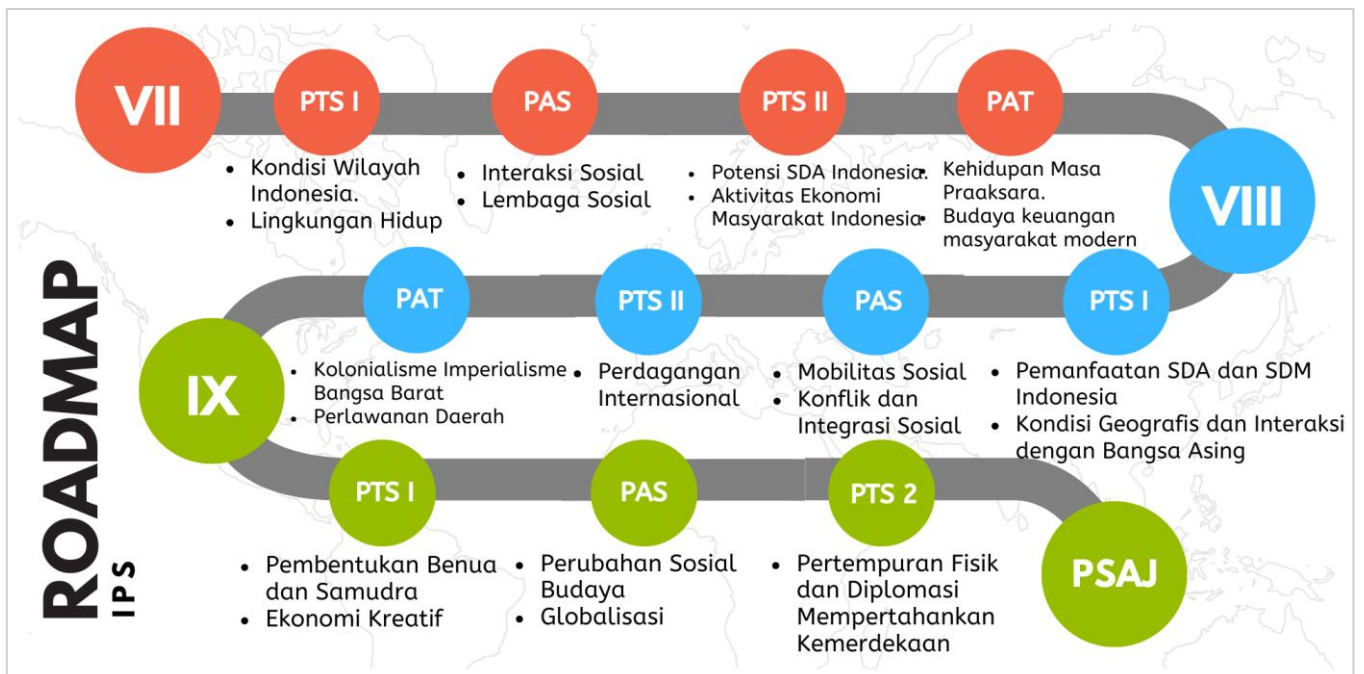 VII
PTS I
PAS
PTS II
PAT
• Kondisi Wilayah
Indonesia.
• Lingkungan Hidup
• Interaksi Sosial
• Lembaga Sosial
• Potensi SDA Indonesia.
• Aktivitas Ekonomi
Masyarakat Indonesia
• Kehidupan Masa
Praaksara.
• Budaya keuangan
masyarakat modern
VIII
PAT
PTS II
PAS
PTS I
• Kolonialisme Imperialisme
Bangsa Barat
• Perlawanan Daerah
• Perdagangan
Internasional
• Mobilitas Sosial
• Konflik dan
Integrasi Sosial
• Pemanfaatan SDA dan SDM
Indonesia
• Kondisi Geografis dan Interaksi
dengan Bangsa Asing
IX
PTS I
PAS
PTS 2
PSAJ
• Pembentukan Benua
dan Samudra
• Ekonomi Kreatif
• Perubahan Sosial
Budaya
• Globalisasi
• Pertempuran Fisik
dan Diplomasi
Mempertahankan
Kemerdekaan
ROADMAP
IPS